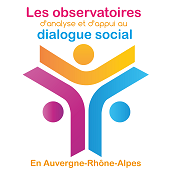 Les observatoires
d'analyse et d'appui au
dialogue social
En Auvergne-Rhône-Alpes